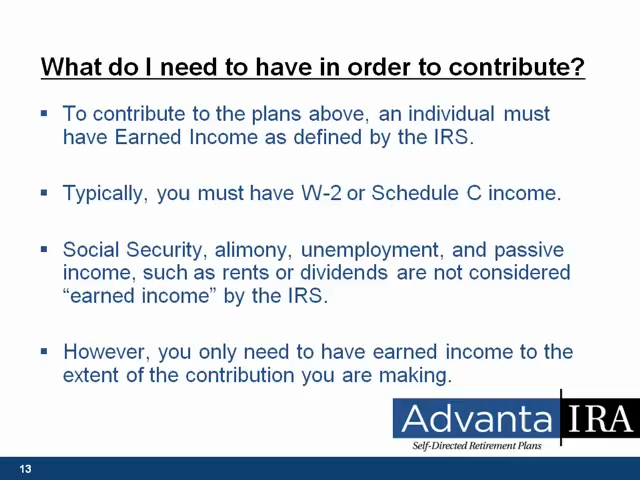 What do I need to have in order to contribute?
▪ To contribute to the plans above, an individual must
have Earned Income as defined by the IRS.
▪ Typically, you must have W-2 or Schedule C income.
▪ Social Security, alimony, unemployment, and passive
income, such as rents or dividends are not considered
“earned income” by the IRS.
▪ However, you only need to have earned income to the
extent of the contribution you are making.
Advanta IRA
Self-Directed Retirement Plans
13